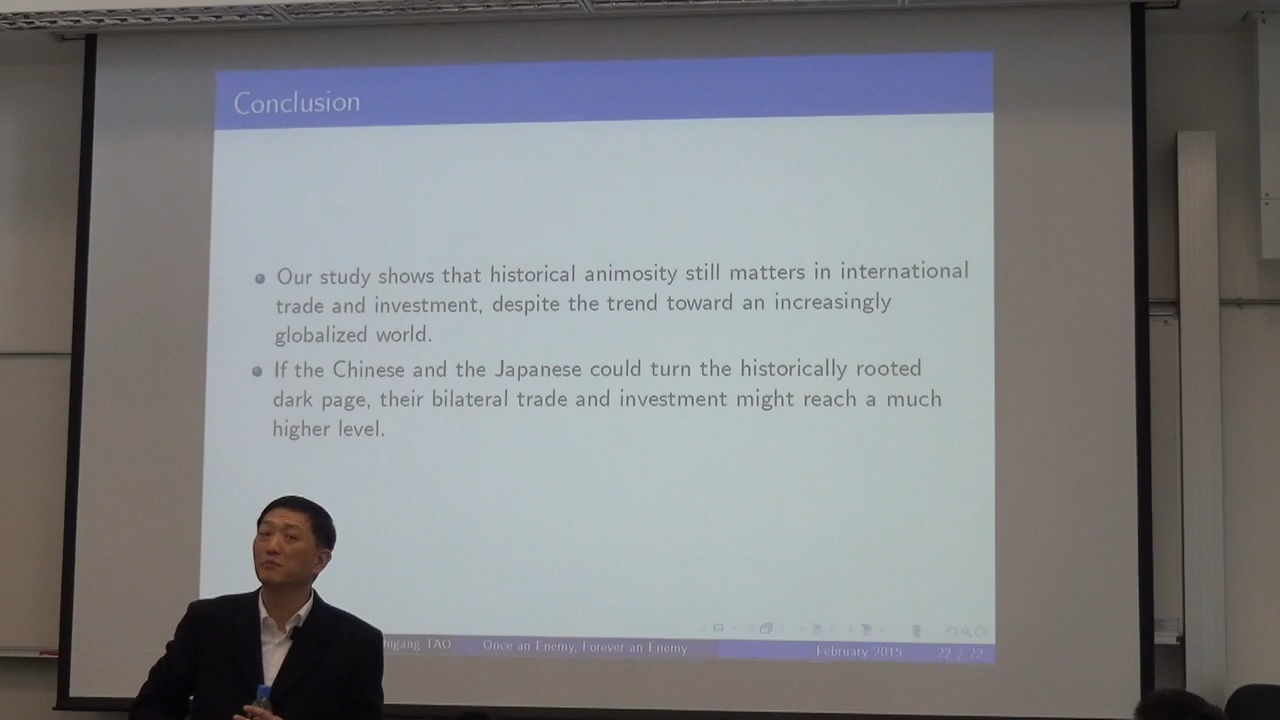 Conclusion
Our study shows that historical animosity still matters in international
trade and investment, despite the trend toward an increasingly
globalized world.
If the Chinese and the Japanese could turn the historically rooted
dark page, their bilateral trade and investment might reach a much
higher level.
TAO Once an Enemy, Forever an Enemy February 2015 22 / 22